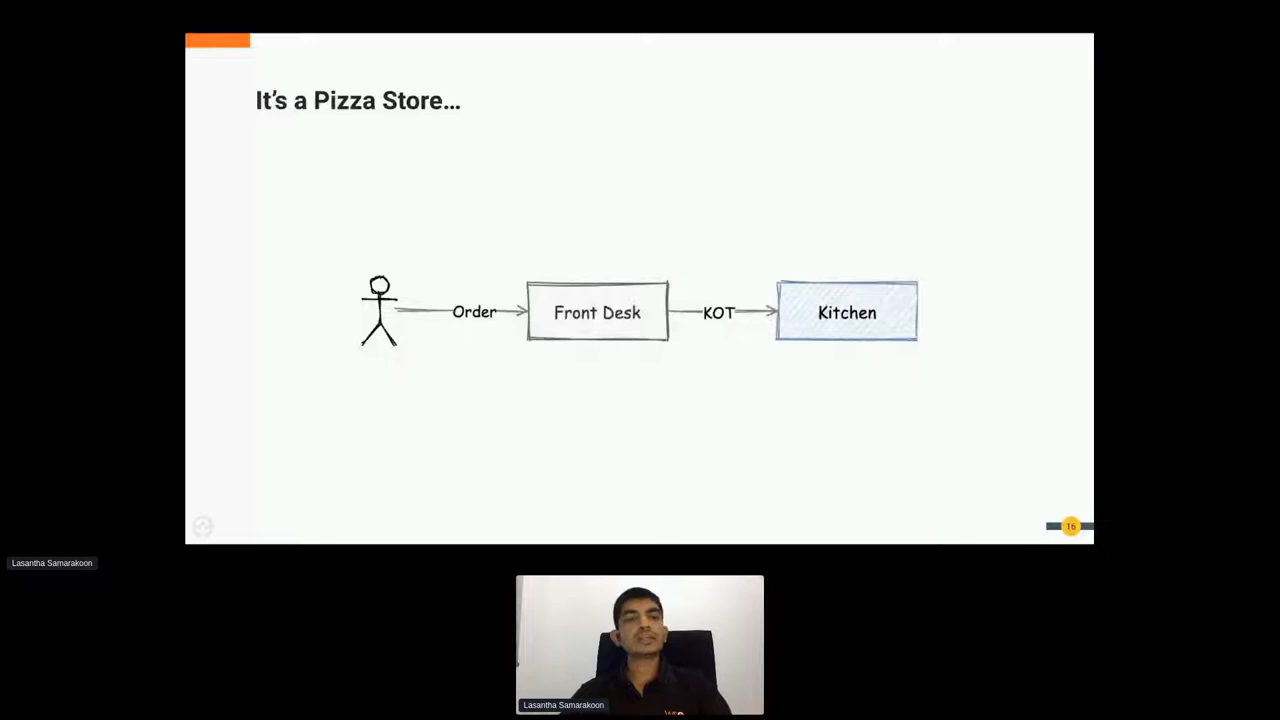 It’s a Pizza Store…
Order
Front Desk
KOT
Kitchen
16
Lasantha Samarakoon
Lasantha Samarakoon